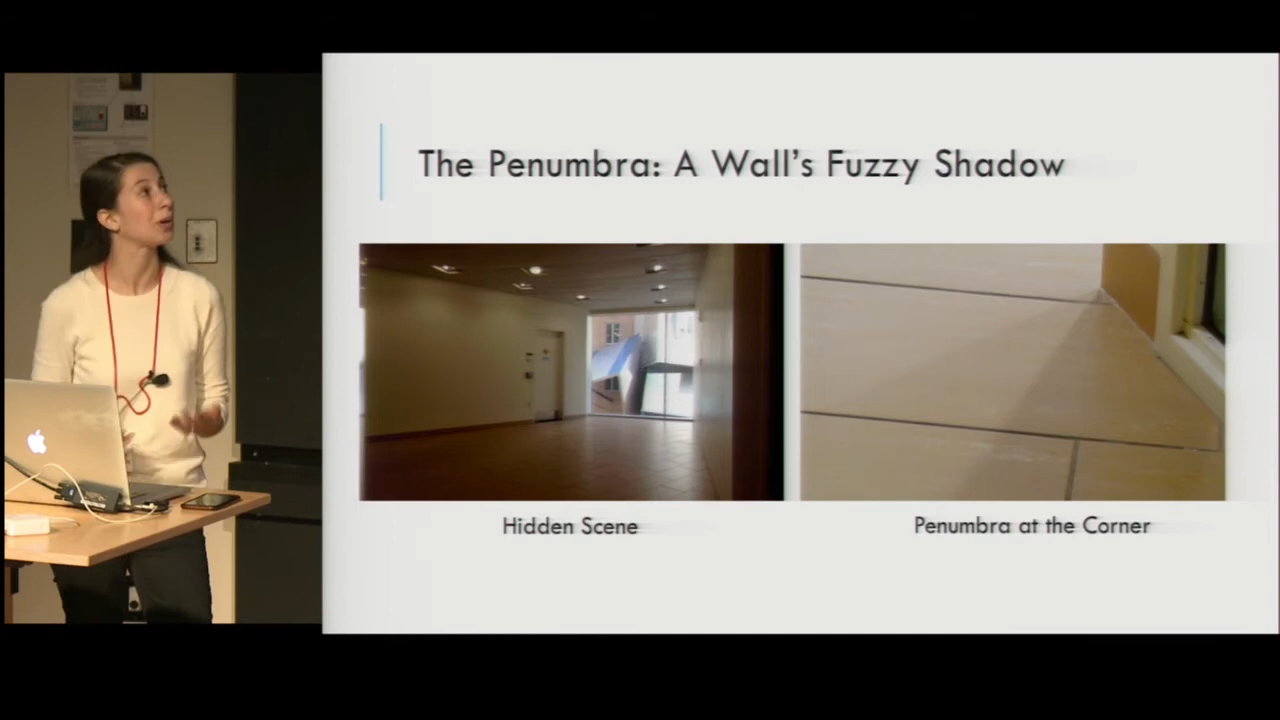 The Penumbra: A Wall’s Fuzzy Shadow
Hidden Scene
Penumbra at the Corner